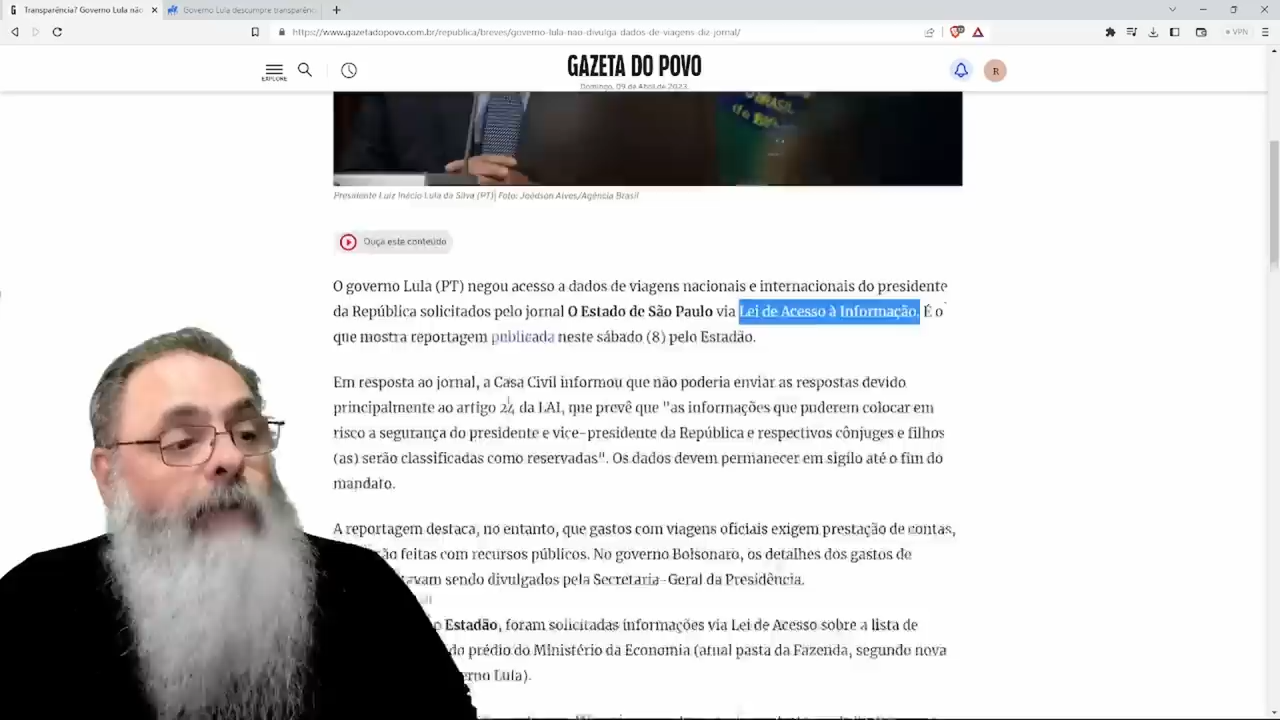 Transparência? Governo Lula não
Governo Lula descumpre transparênc
https://www.gazetadopovo.com.br/republica/breves/governo-lula-nao-divulga-dados-de-viagens-diz-jornal/
VPN
EXPLORE
GAZETA DO POVO
R
Domingo, 09 de Abril de 2023.
O BRASIL
Presidente Luiz Inácio Lula da Silva (PT)| Foto: Joédson Alves/Agência Brasil
Ouça este conteúdo
O governo Lula (PT) negou acesso a dados de viagens nacionais e internacionais do presidente
da República solicitados pelo jornal O Estado de São Paulo via Lei de Acesso à Informação. É o
que mostra reportagem publicada neste sábado (8) pelo Estadão.
Em resposta ao jornal, a Casa Civil informou que não poderia enviar as respostas devido
principalmente ao artigo 24 da LAI, que prevê que "as informações que puderem colocar em
risco a segurança do presidente e vice-presidente da República e respectivos cônjuges e filhos
(as) serão classificadas como reservadas". Os dados devem permanecer em sigilo até o fim do
mandato.
A reportagem destaca, no entanto, que gastos com viagens oficiais exigem prestação de contas,
são feitas com recursos públicos. No governo Bolsonaro, os detalhes dos gastos de
vam sendo divulgados pela Secretaria-Geral da Presidência.
o Estadão, foram solicitadas informações via Lei de Acesso sobre a lista de
do prédio do Ministério da Economia (atual pasta da Fazenda, segundo nova
erno Lula).